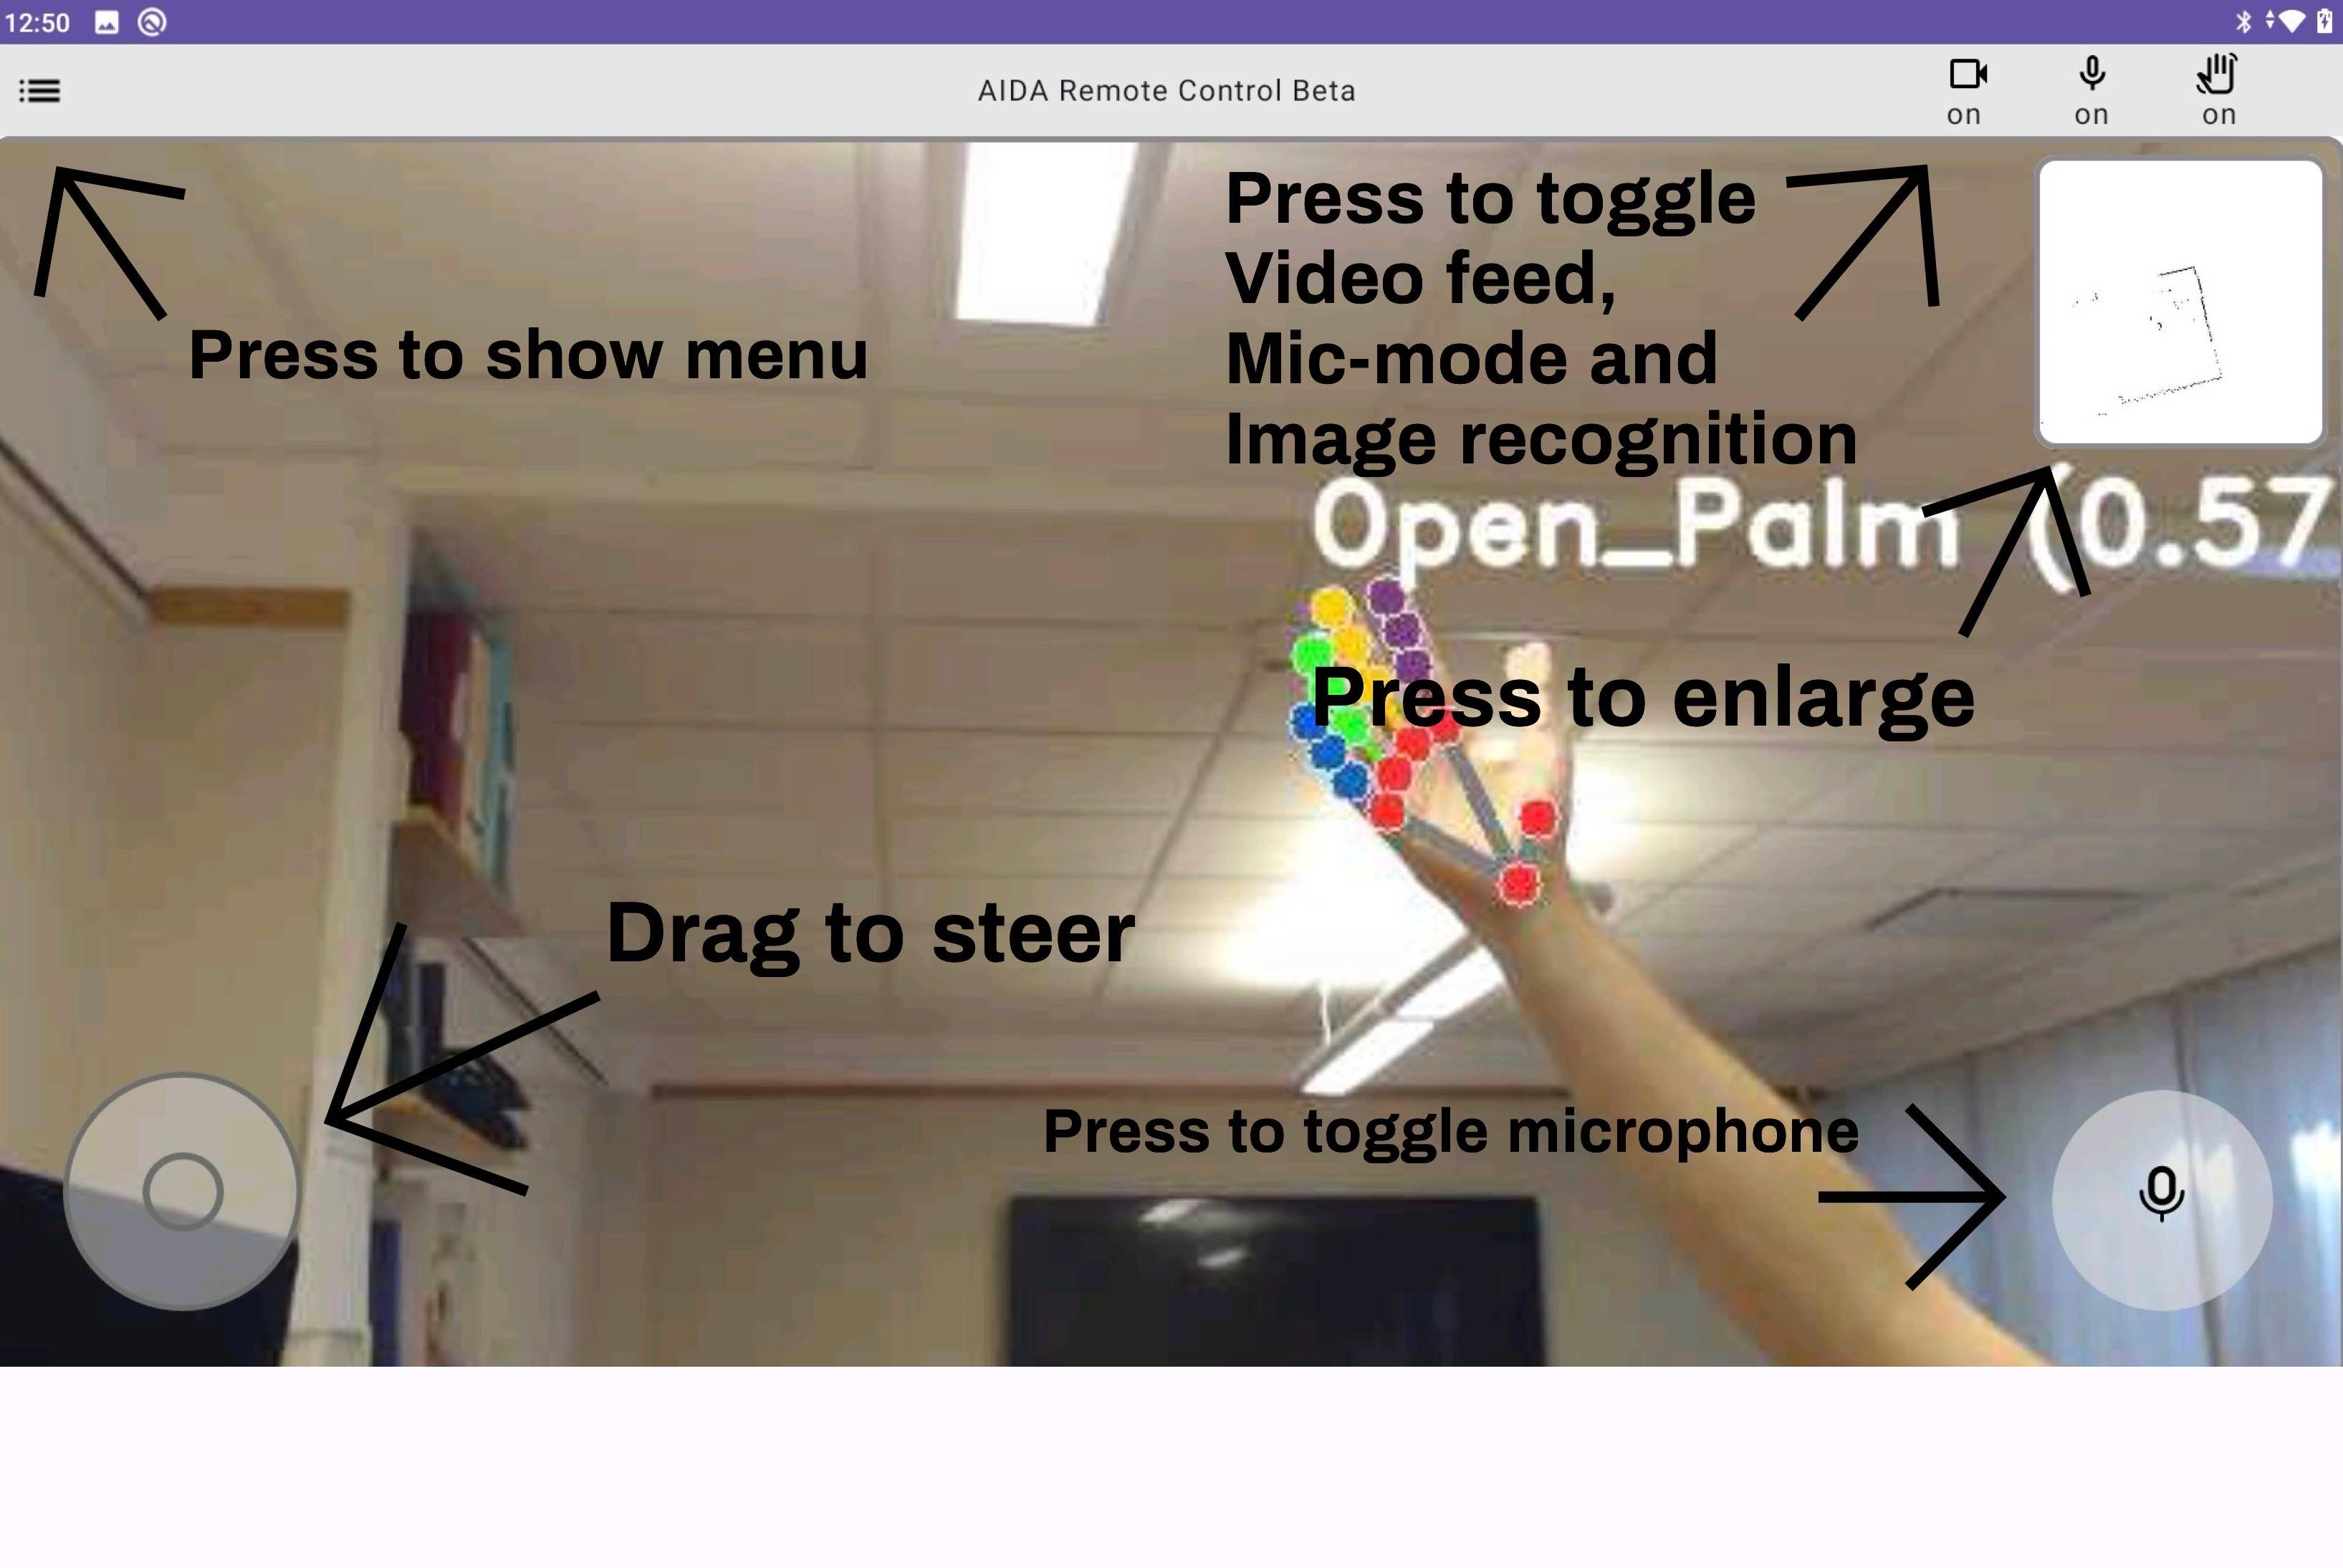 12:50
AIDA Remote Control Beta
on on on
Press to toggle
Video feed,
Mic-mode and
Image recognition
Press to show menu
Open_Palm (0.57
Press to enlarge
Drag to steer
Press to toggle microphone